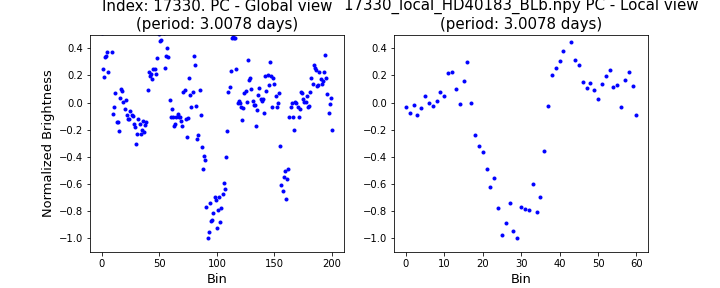 Index: 17330. PC - Global view
(period: 3.0078 days)
17330_local_HD40183_BLb.npy PC - Local view
(period: 3.0078 days)
Normalized Brightness
0.4
0.2
0.0
−0.2
−0.4
−0.6
−0.8
−1.0
0 50 100 150 200
Bin
0.4
0.2
0.0
−0.2
−0.4
−0.6
−0.8
−1.0
0 10 20 30 40 50 60
Bin